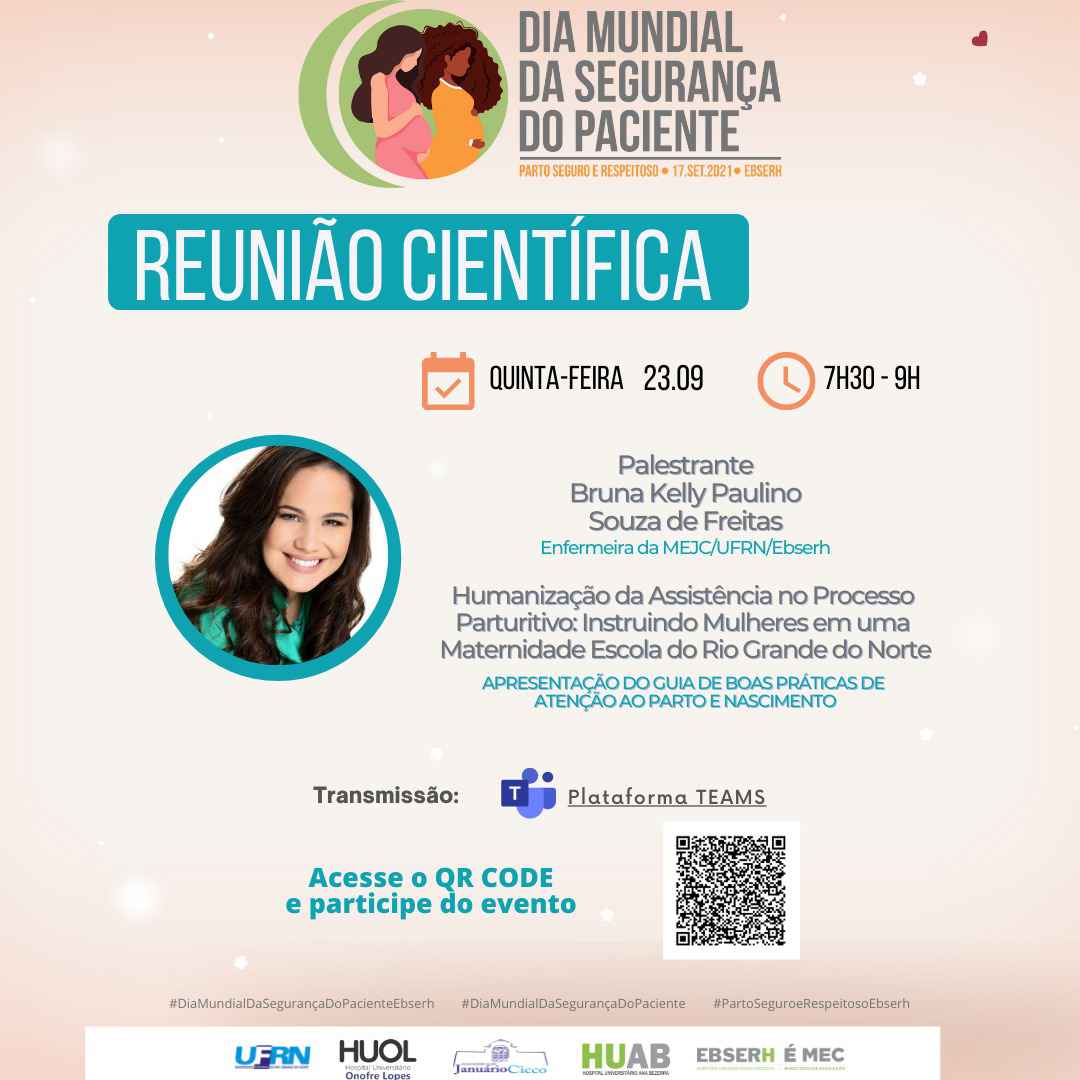 DIA MUNDIAL
DA SEGURANÇA
DO PACIENTE
PARTO SEGURO E RESPEITOSO • 17.SET.2021 • EBSERH
REUNIÃO CIENTÍFICA
QUINTA-FEIRA 23.09
7H30 - 9H
Palestrante
Bruna Kelly Paulino
Souza de Freitas
Enfermeira da MEJC/UFRN/Ebserh
Humanização da Assistência no Processo
Parturitivo: Instruindo Mulheres em uma
Maternidade Escola do Rio Grande do Norte
APRESENTAÇÃO DO GUIA DE BOAS PRÁTICAS DE
ATENÇÃO AO PARTO E NASCIMENTO
Transmissão:
T
Plataforma TEAMS
Acesse o QR CODE
e participe do evento
#DiaMundialDaSegurançaDoPacienteEbserh #DiaMundialDaSegurançaDoPaciente #PartoSeguroeRespeitosoEbserh
UFRN
HUOL
Hospital Universitário
Onofre Lopes
Januário Cicco
HUAB
HOSPITAL UNIVERSITÁRIO ANA BEZERRA
EBSERH É MEC